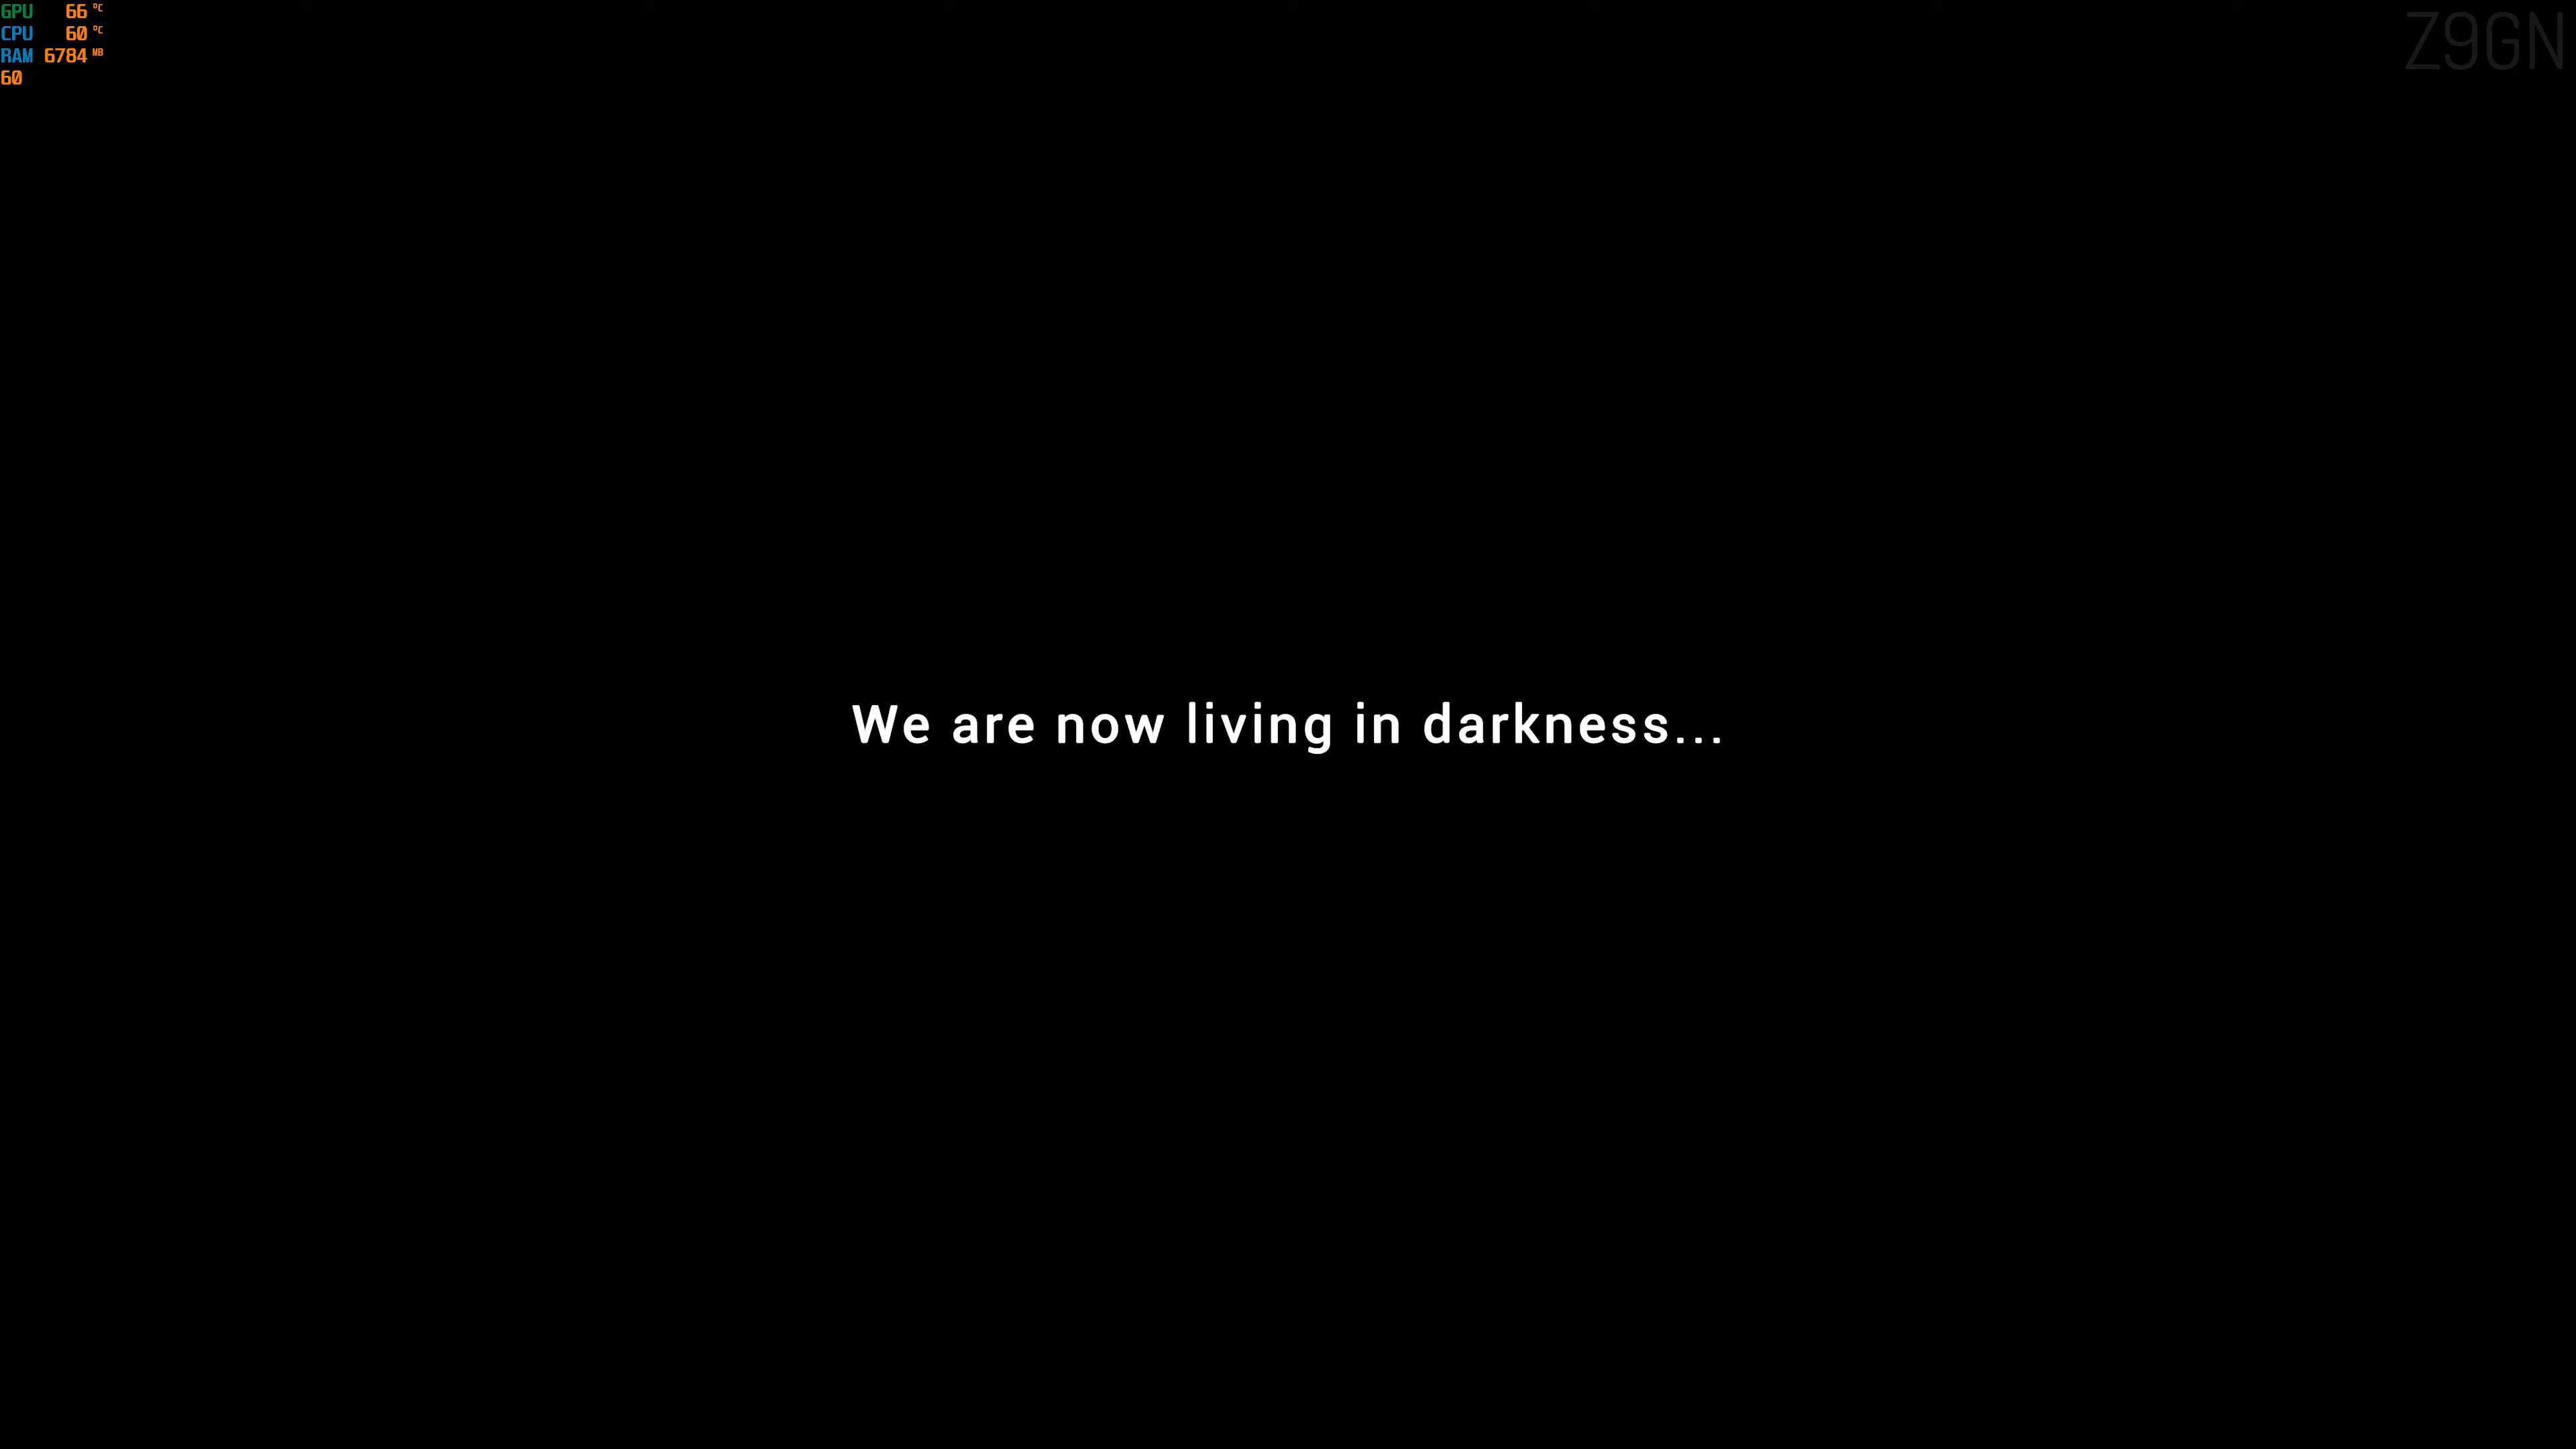 GPU 66 °C
CPU 60 °C
RAM 6784 MB
60
Z9GN
We are now living in darkness...